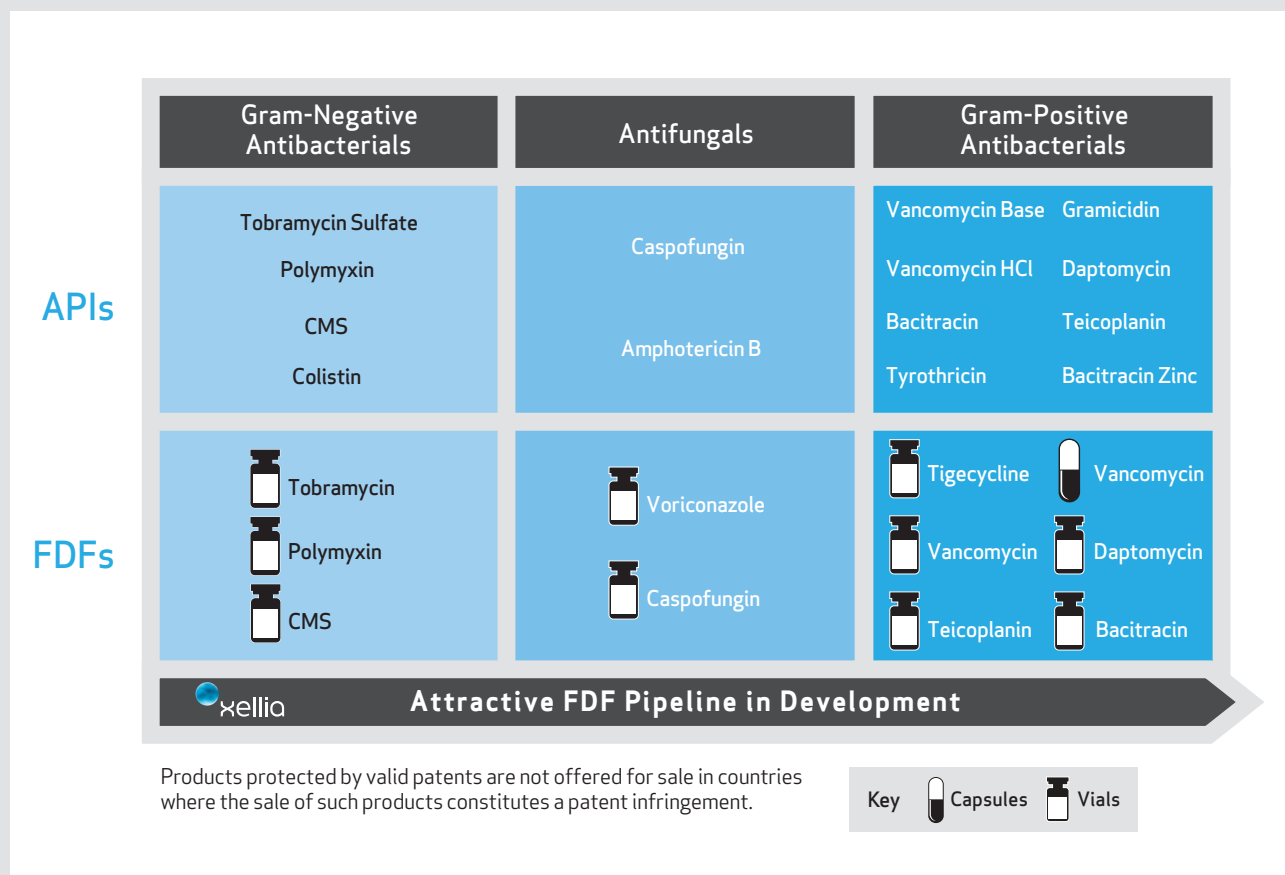 Gram-Negative
Antibacterials
Antifungals
Gram-Positive
Antibacterials
APIs
Tobramycin Sulfate
Polymyxin
CMS
Colistin
Caspofungin
Amphotericin B
Vancomycin Base Gramicidin
Vancomycin HCl Daptomycin
Bacitracin Teicoplanin
Tyrothricin Bacitracin Zinc
FDFs
Tobramycin
Polymyxin
CMS
Voriconazole
Caspofungin
Tigecycline Vancomycin
Vancomycin Daptomycin
Teicoplanin Bacitracin
xellia Attractive FDF Pipeline in Development
Products protected by valid patents are not offered for sale in countries
where the sale of such products constitutes a patent infringement.
Key Capsules Vials